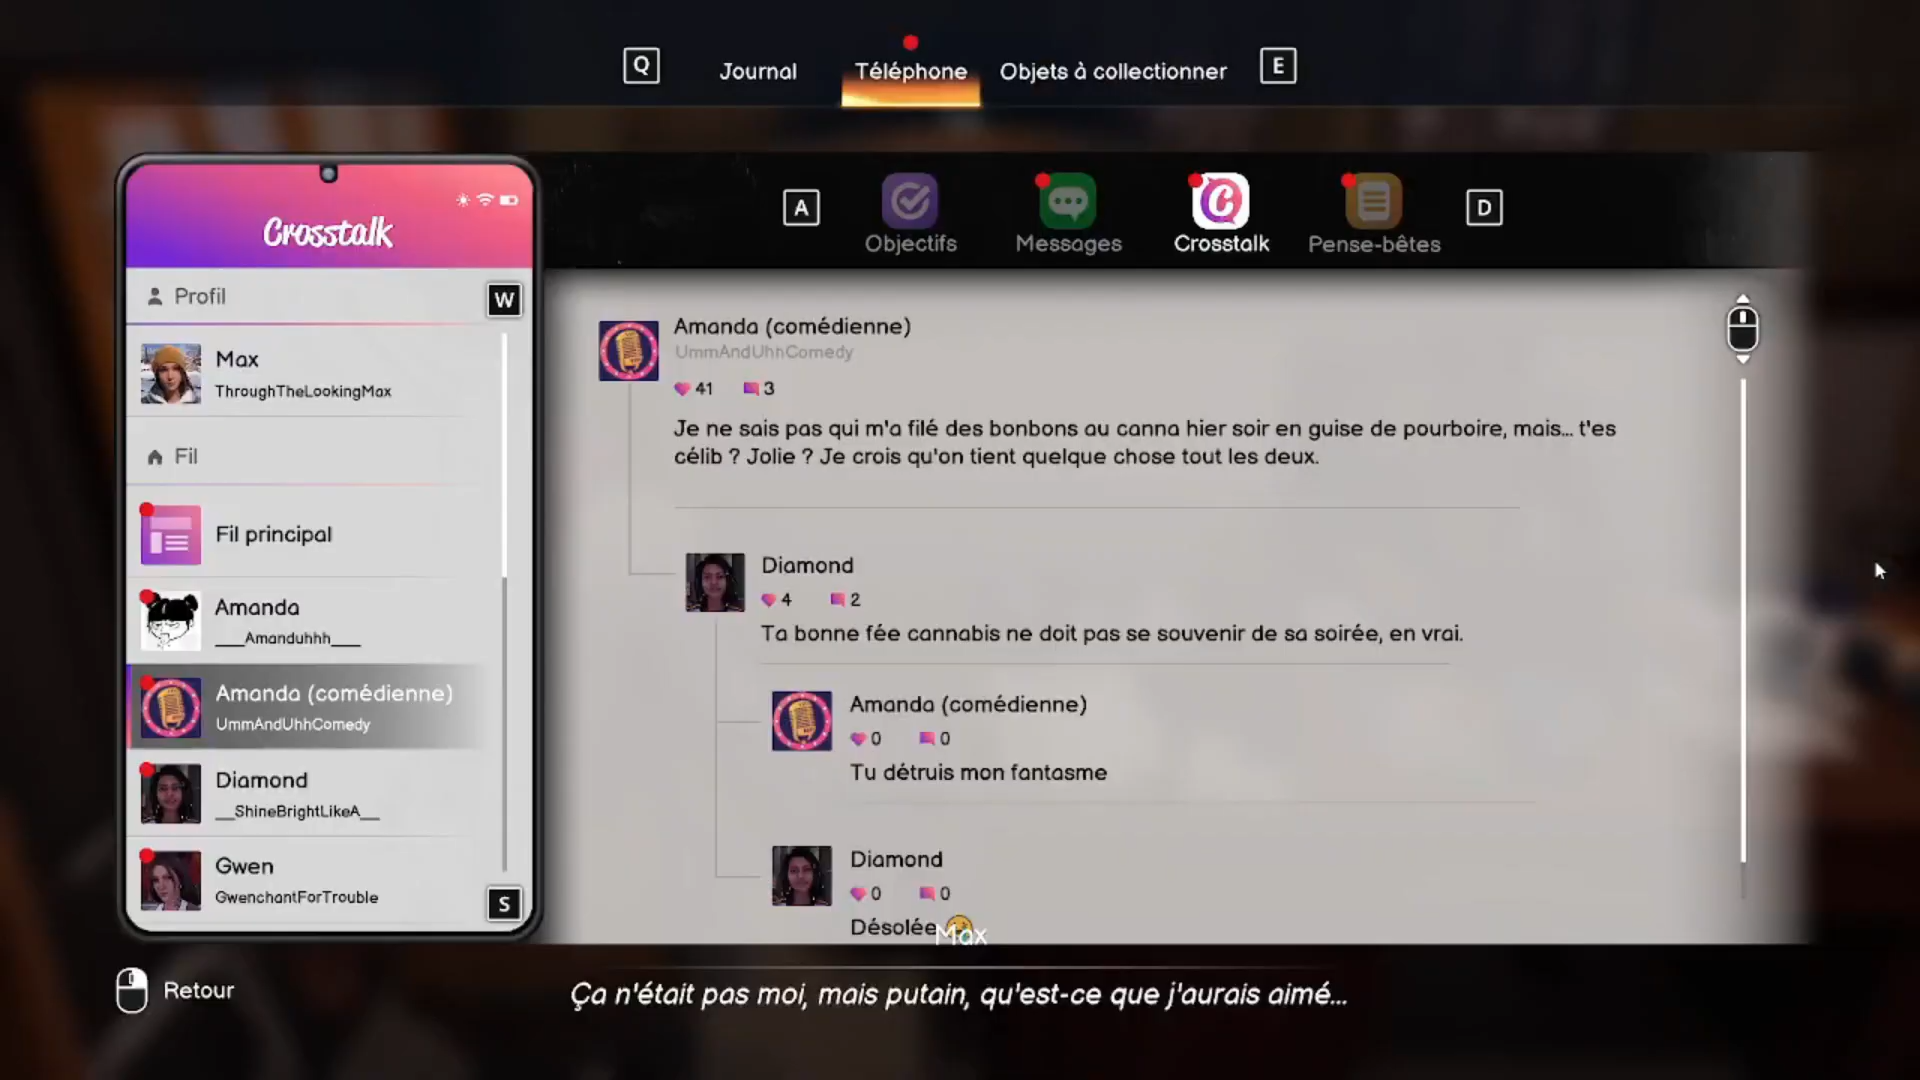 Q
Journal
Téléphone
Objets à collectionner
E
Crosstalk
A
Objectifs
Messages
Crosstalk
Pense-bêtes
D
Profil
W
Max
ThroughTheLookingMax
Fil
Fil principal
Amanda
___Amanduhhh___
Amanda (comédienne)
UmmAndUhhComedy
Diamond
__ShineBrightLikeA__
Gwen
GwenchantForTrouble
S
Amanda (comédienne)
UmmAndUhhComedy
41 3
Je ne sais pas qui m'a filé des bonbons au canna hier soir en guise de pourboire, mais... t'es
célib ? Jolie ? Je crois qu'on tient quelque chose tout les deux.
Diamond
4 2
Ta bonne fée cannabis ne doit pas se souvenir de sa soirée, en vrai.
Amanda (comédienne)
0 0
Tu détruis mon fantasme
Diamond
0 0
Désolée
Max
Retour
Ça n'était pas moi, mais putain, qu'est-ce que j'aurais aimé...